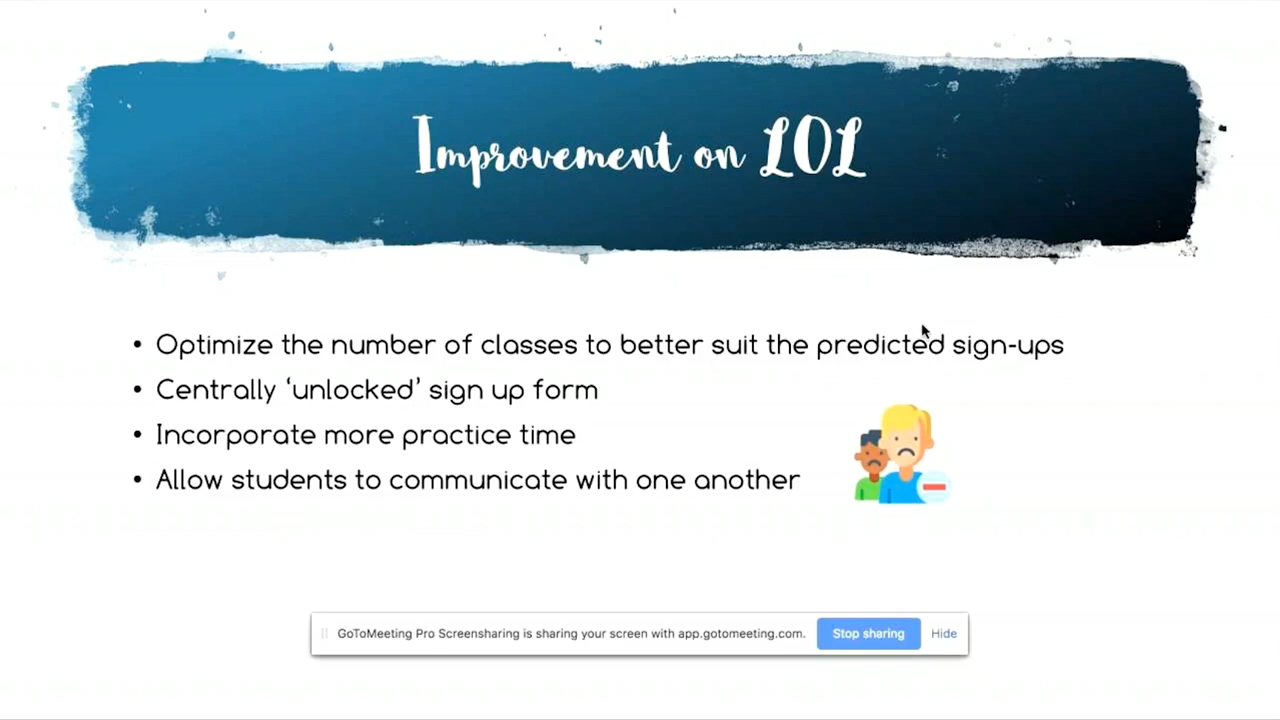 Improvement on LOL
• Optimize the number of classes to better suit the predicted sign-ups
• Centrally ‘unlocked’ sign up form
• Incorporate more practice time
• Allow students to communicate with one another
GoToMeeting Pro Screensharing is sharing your screen with app.gotomeeting.com. Stop sharing Hide